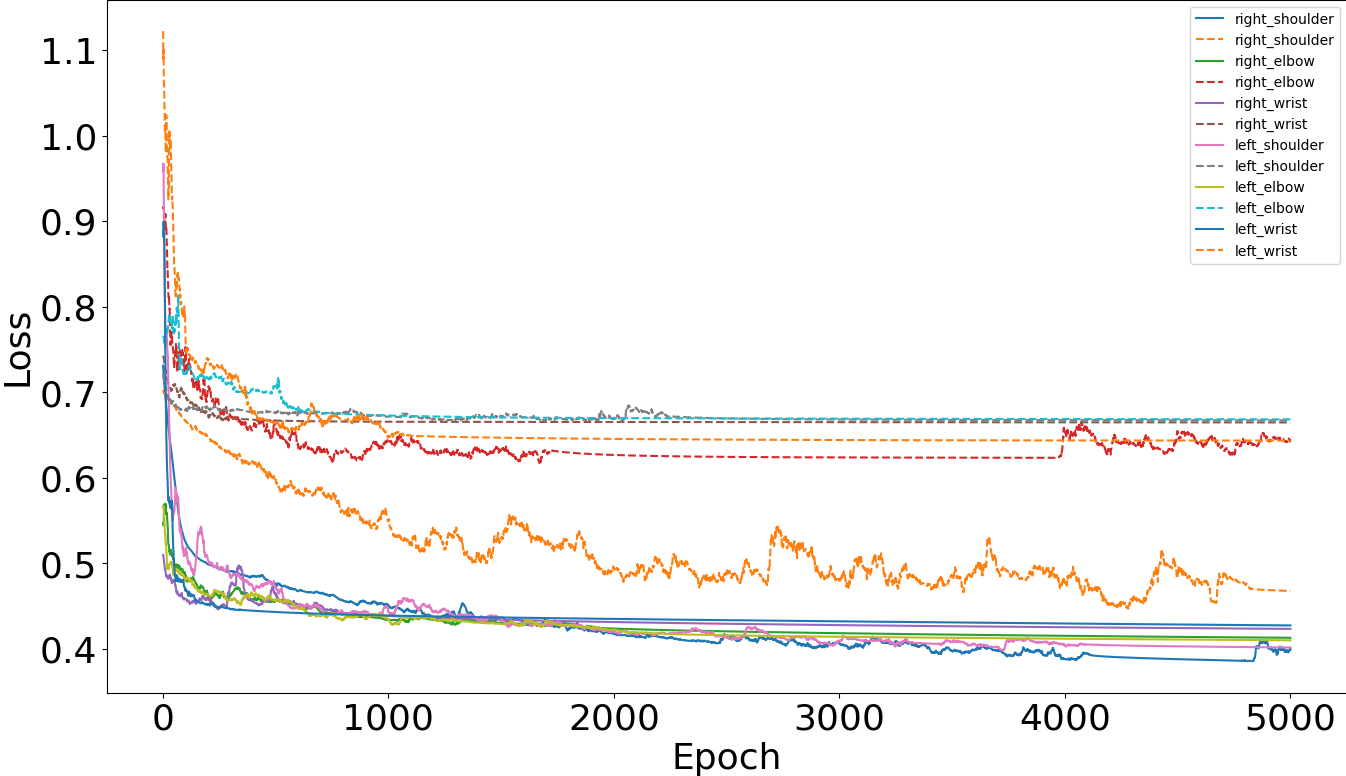 right_shoulder
right_shoulder
right_elbow
right_elbow
right_wrist
right_wrist
left_shoulder
left_shoulder
left_elbow
left_elbow
left_wrist
left_wrist
1.1
1.0
0.9
0.8
0.7
0.6
0.5
0.4
Loss
0 1000 2000 3000 4000 5000
Epoch